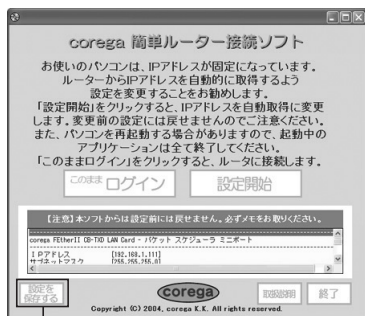 corega 簡単ルーター接続ソフト
お使いのパソコンは、IPアドレスが固定になっています。
ルーターからIPアドレスを自動的に取得するよう
設定を変更することをお勧めします。
「設定開始」をクリックすると、IPアドレスを自動取得に変更
します。変更前の設定には戻せませんのでご注意ください。
また、パソコンを再起動する場合がありますので、起動中の
アプリケーションは全て終了してください。
「このままログイン」をクリックすると、ルータに接続します。
このまま ログイン
設定開始
【注意】本ソフトからは設定前には戻せません。必ずメモをお取りください。
corega FEtherII CB-TXD LAN Card - パケット スケジューラ ミニポート
IPアドレス [192.168.1.111]
サブネットマスク [255.255.255.0]
設定を
保存する
corega
取扱説明
終了
Copyright (C) 2004, corega K.K. All rights reserved.